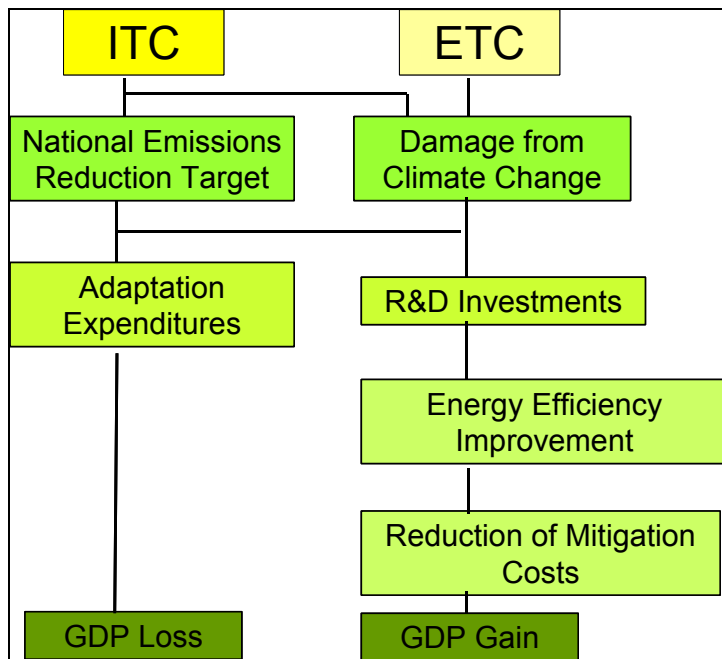 ITC
ETC
National Emissions
Reduction Target
Damage from
Climate Change
Adaptation
Expenditures
R&D Investments
Energy Efficiency
Improvement
Reduction of Mitigation
Costs
GDP Loss
GDP Gain